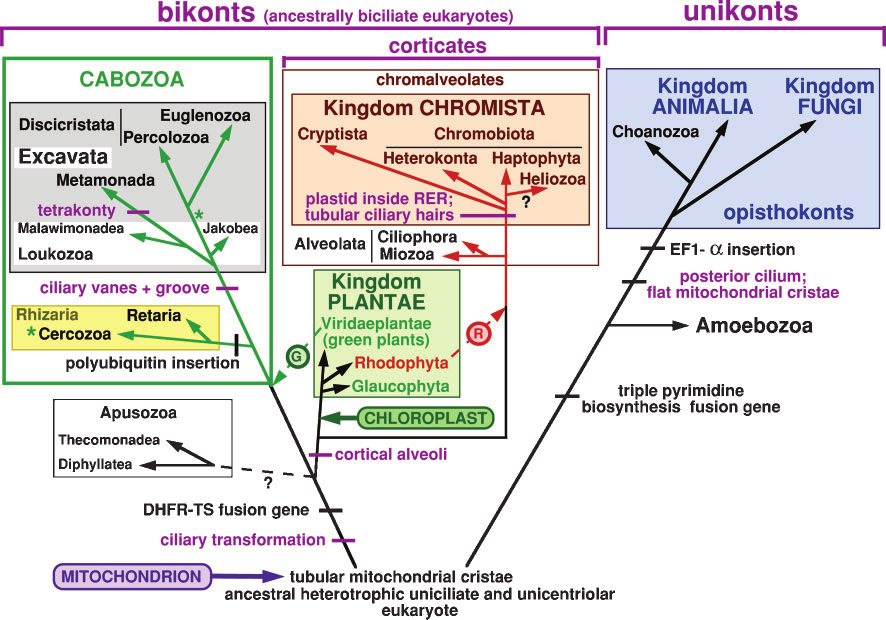 bikonts (ancestrally biciliate eukaryotes)
unikonts
corticates
CABOZOA
chromalveolates
Kingdom CHROMISTA
Kingdom
ANIMALIA
Kingdom
FUNGI
Discicristata
Euglenozoa
Percolozoa
Excavata
Metamonada
tetrakonty
*
Malawimonadea
Jakobea
Loukozoa
Cryptista
Chromobiota
Heterokonta
Haptophyta
Heliozoa
?
plastid inside RER;
tubular ciliary hairs
Alveolata
Ciliophora
Miozoa
Choanozoa
opisthokonts
EF1- α insertion
posterior cilium;
flat mitochondrial cristae
Amoebozoa
triple pyrimidine
biosynthesis fusion gene
ciliary vanes + groove
Rhizaria
Retaria
*Cercozoa
polyubiquitin insertion
Kingdom
PLANTAE
Viridaeplantae
(green plants)
Rhodophyta
Glaucophyta
G
R
CHLOROPLAST
cortical alveoli
Apusozoa
Thecomonadea
Diphyllatea
?
DHFR-TS fusion gene
ciliary transformation
MITOCHONDRION
tubular mitochondrial cristae
ancestral heterotrophic uniciliate and unicentriolar
eukaryote